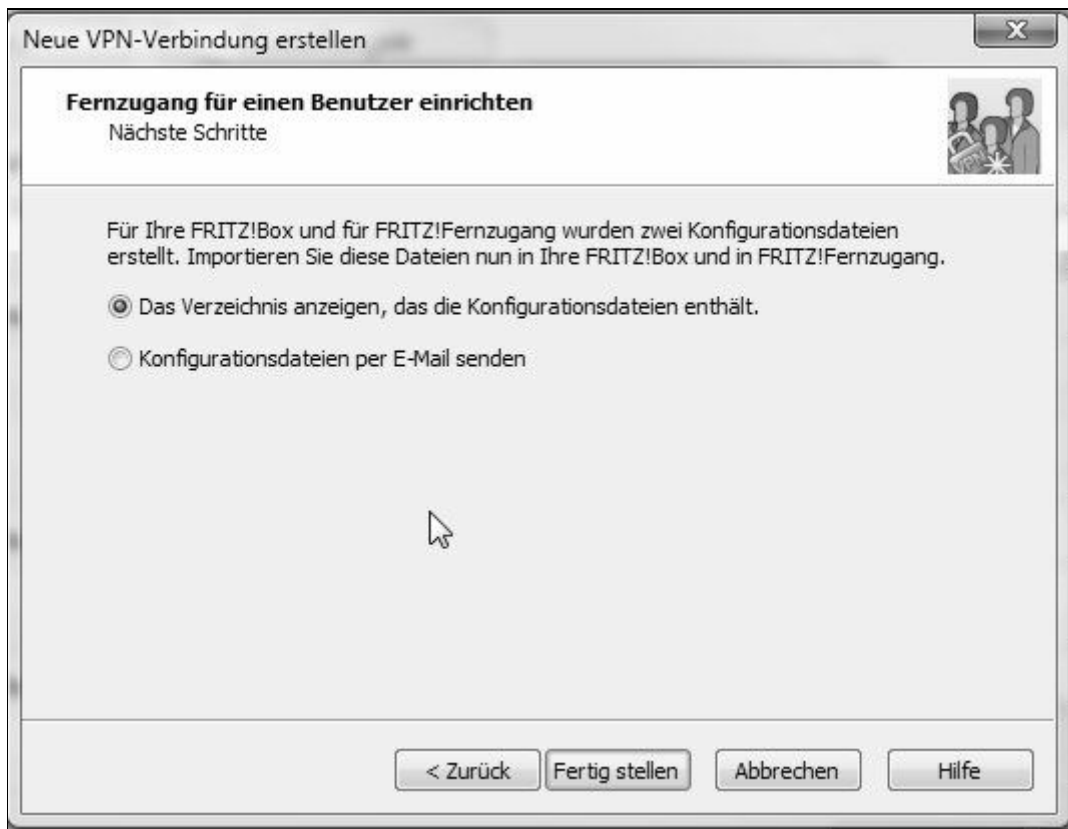 Neue VPN-Verbindung erstellen
Fernzugang für einen Benutzer einrichten
Nächste Schritte
VPN
Für Ihre FRITZ!Box und für FRITZ!Fernzugang wurden zwei Konfigurationsdateien
erstellt. Importieren Sie diese Dateien nun in Ihre FRITZ!Box und in FRITZ!Fernzugang.
Das Verzeichnis anzeigen, das die Konfigurationsdateien enthält.
Konfigurationsdateien per E-Mail senden
< Zurück
Fertig stellen
Abbrechen
Hilfe